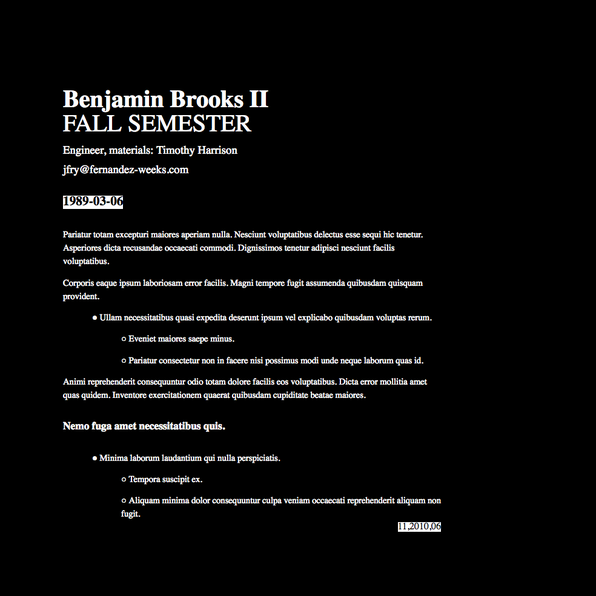 Benjamin Brooks II
FALL SEMESTER
Engineer, materials: Timothy Harrison
jfry@fernandez-weeks.com
1989-03-06
Pariatur totam excepturi maiores aperiam nulla. Nesciunt voluptatibus delectus esse sequi hic tenetur.
Asperiores dicta recusandae occaecati commodi. Dignissimos tenetur adipisci nesciunt facilis
voluptatibus.
Corporis eaque ipsum laboriosam error facilis. Magni tempore fugit assumenda quibusdam quisquam
provident.
Ullam necessitatibus quasi expedita deserunt ipsum vel explicabo quibusdam voluptas rerum.
Eveniet maiores saepe minus.
Pariatur consectetur non in facere nisi possimus modi unde neque laborum quas id.
Animi reprehenderit consequuntur odio totam dolore facilis eos voluptatibus. Dicta error mollitia amet
quas quidem. Inventore exercitationem quaerat quibusdam cupiditate beatae maiores.
Nemo fuga amet necessitatibus quis.
Minima laborum laudantium qui nulla perspiciatis.
Tempora suscipit ex.
Aliquam minima dolor consequuntur culpa veniam occaecati reprehenderit aliquam non
fugit.
11,2010,06